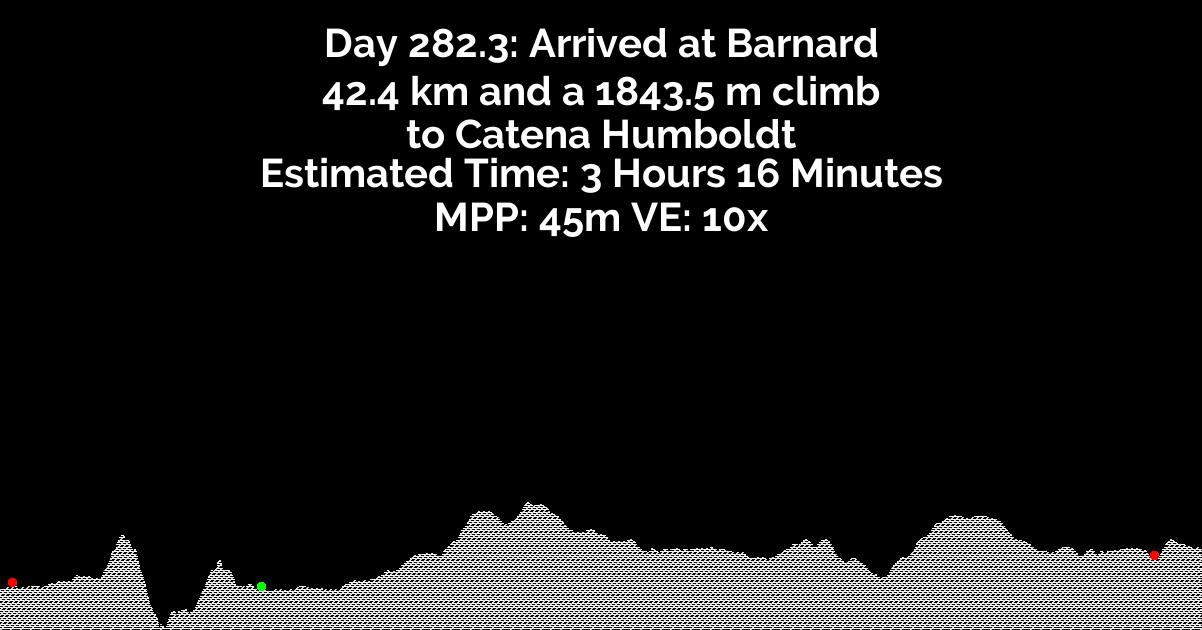 Day 282.3: Arrived at Barnard
42.4 km and a 1843.5 m climb
to Catena Humboldt
Estimated Time: 3 Hours 16 Minutes
MPP: 45m VE: 10x